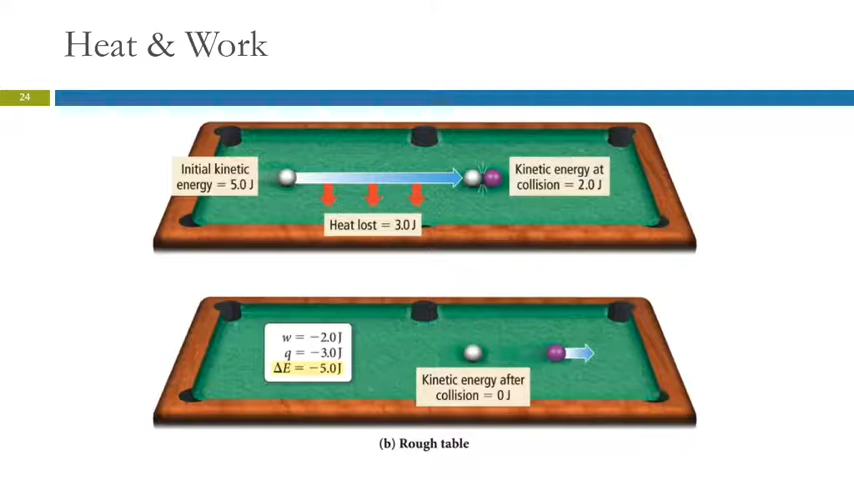 Heat & Work
24
Initial kinetic
energy = 5.0 J
Kinetic energy at
collision = 2.0 J
Heat lost = 3.0 J
w = −2.0 J
q = −3.0 J
ΔE = −5.0 J
Kinetic energy after
collision = 0 J
(b) Rough table